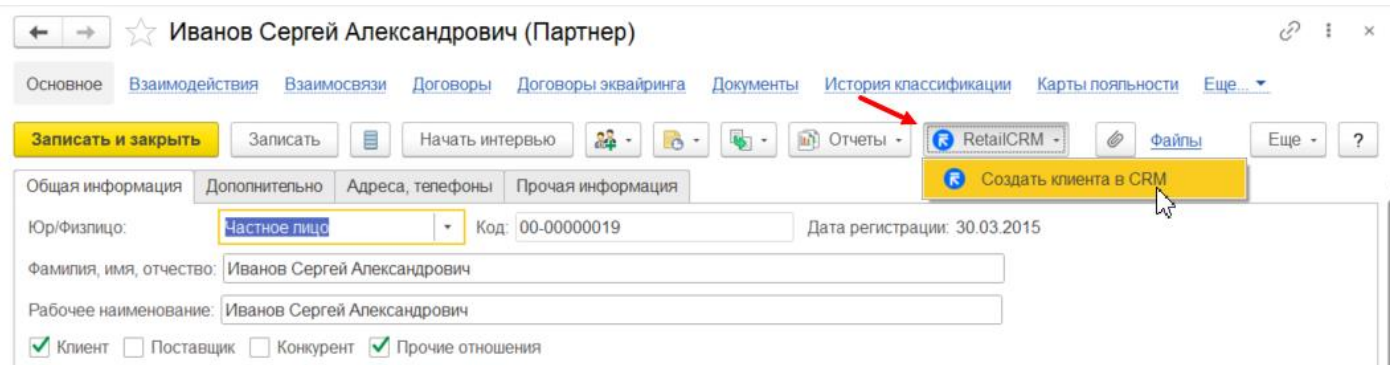 Иванов Сергей Александрович (Партнер)
Основное Взаимодействия Взаимосвязи Договоры Договоры эквайринга Документы История классификации Карты лояльности Еще...
Записать и закрыть Записать Начать интервью Отчеты RetailCRM Файлы Еще ?
Создать клиента в CRM
Общая информация Дополнительно Адреса, телефоны Прочая информация
Юр/Физлицо: Частное лицо Код: 00-00000019 Дата регистрации: 30.03.2015
Фамилия, имя, отчество: Иванов Сергей Александрович
Рабочее наименование: Иванов Сергей Александрович
Клиент Поставщик Конкурент Прочие отношения